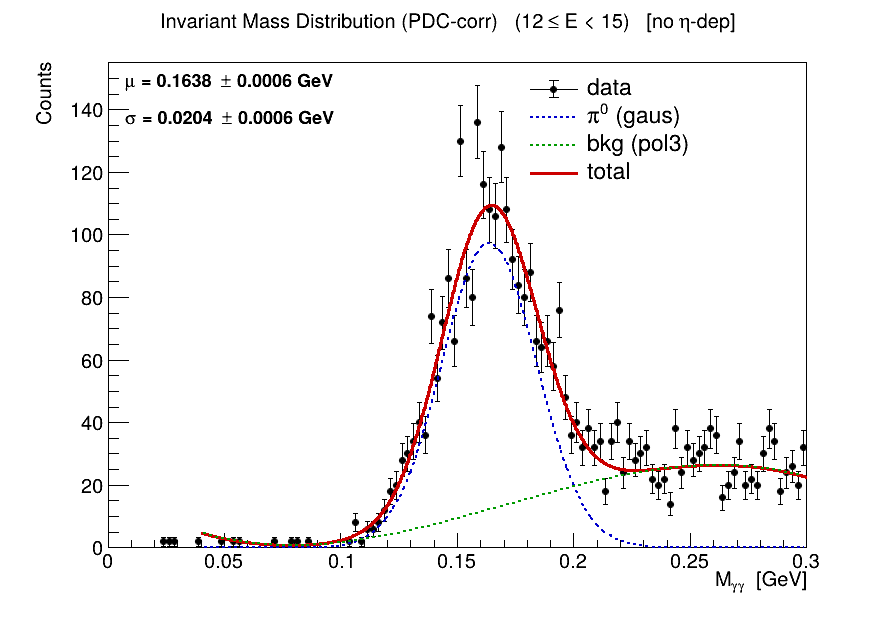 Invariant Mass Distribution (PDC-corr) (12 ≤ E < 15) [no η-dep]
Counts
μ = 0.1638 ± 0.0006 GeV
σ = 0.0204 ± 0.0006 GeV
data
π⁰ (gaus)
bkg (pol3)
total
140
120
100
80
60
40
20
0
0 0.05 0.1 0.15 0.2 0.25 0.3
M_γγ [GeV]